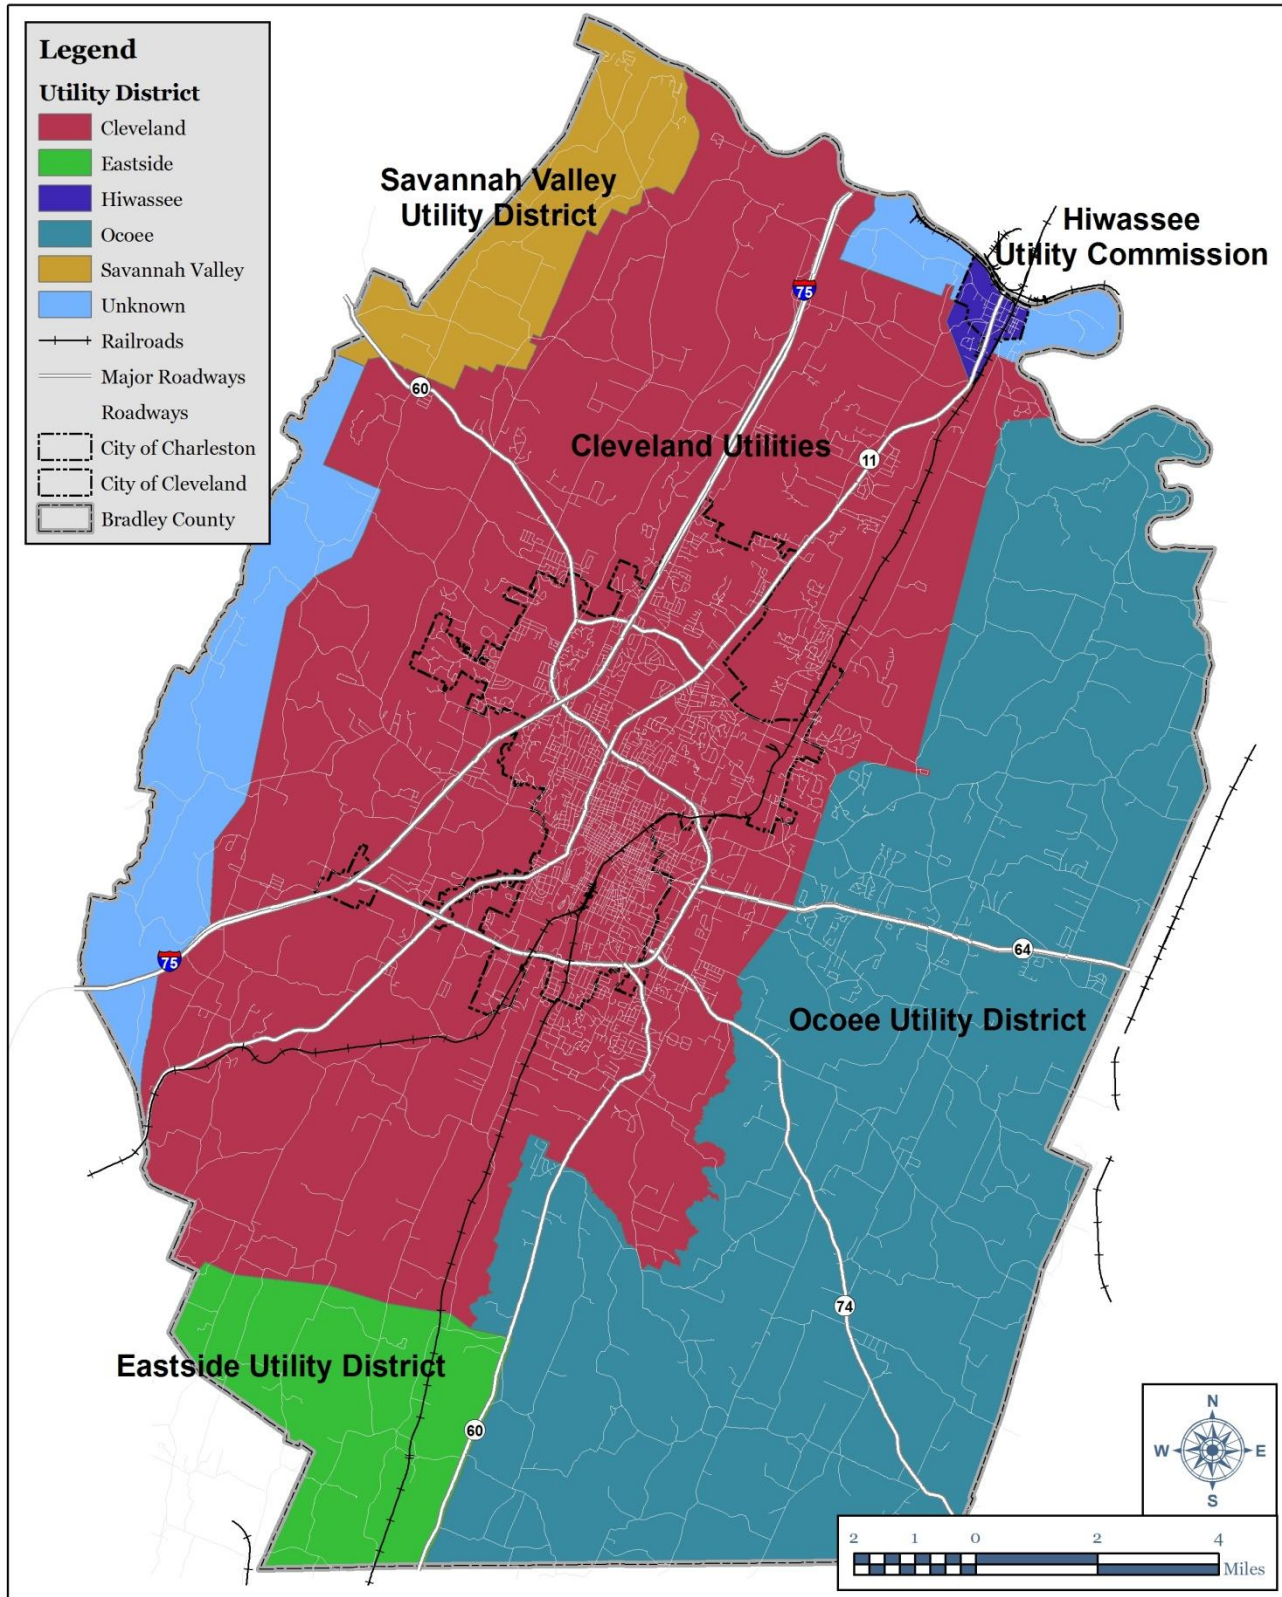 Legend
Utility District
Cleveland
Eastside
Hiwassee
Ocoee
Savannah Valley
Unknown
Railroads
Major Roadways
Roadways
City of Charleston
City of Cleveland
Bradley County
Savannah Valley
Utility District
Hiwassee
Utility Commission
75
60
Cleveland Utilities
11
75
64
Ocoee Utility District
74
Eastside Utility District
60
N
W E
S
2 1 0 2 4
Miles